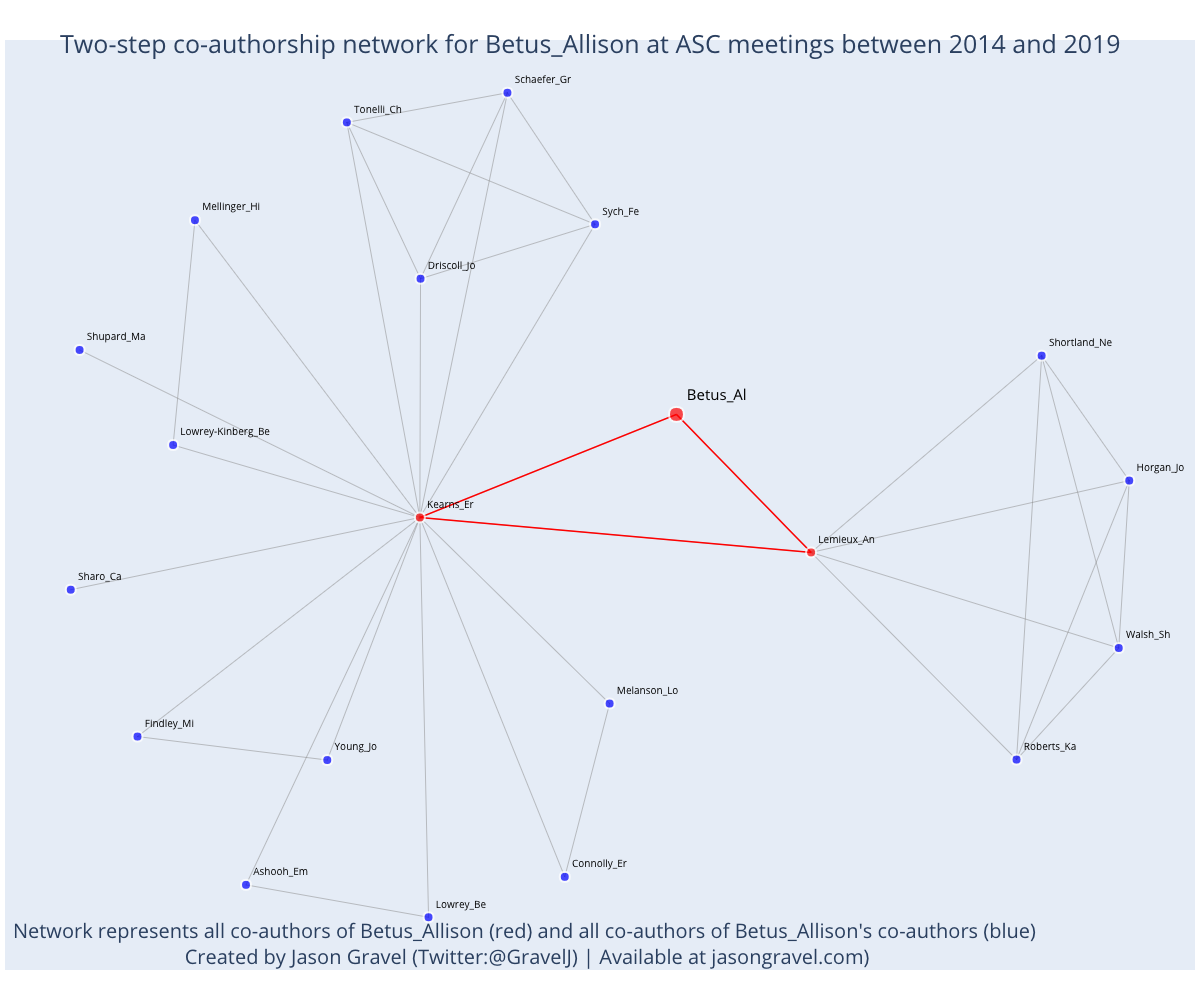 Two-step co-authorship network for Betus_Allison at ASC meetings between 2014 and 2019
Schaefer_Gr
Tonelli_Ch
Mellinger_Hi
Sych_Fe
Driscoll_Jo
Shupard_Ma
Shortland_Ne
Betus_Al
Lowrey-Kinberg_Be
Horgan_Jo
Kearns_Er
Lemieux_An
Sharo_Ca
Walsh_Sh
Melanson_Lo
Findley_Mi
Young_Jo
Roberts_Ka
Connolly_Er
Ashooh_Em
Lowrey_Be
Network represents all co-authors of Betus_Allison (red) and all co-authors of Betus_Allison's co-authors (blue)
Created by Jason Gravel (Twitter:@GravelJ) | Available at jasongravel.com)